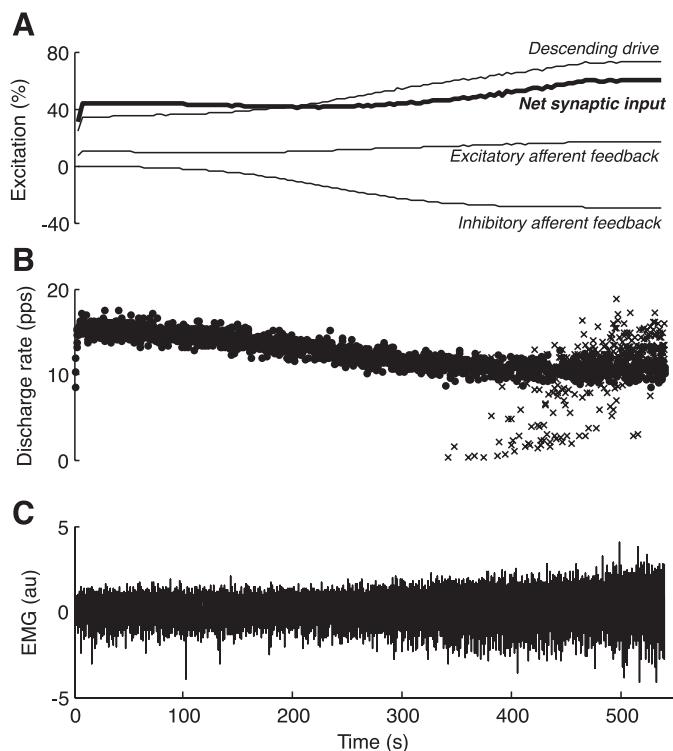 A
80
40
0
-40
Excitation (%)
Descending drive
Net synaptic input
Excitatory afferent feedback
Inhibitory afferent feedback
B
20
10
0
Discharge rate (pps)
C
5
0
-5
EMG (au)
0 100 200 300 400 500
Time (s)